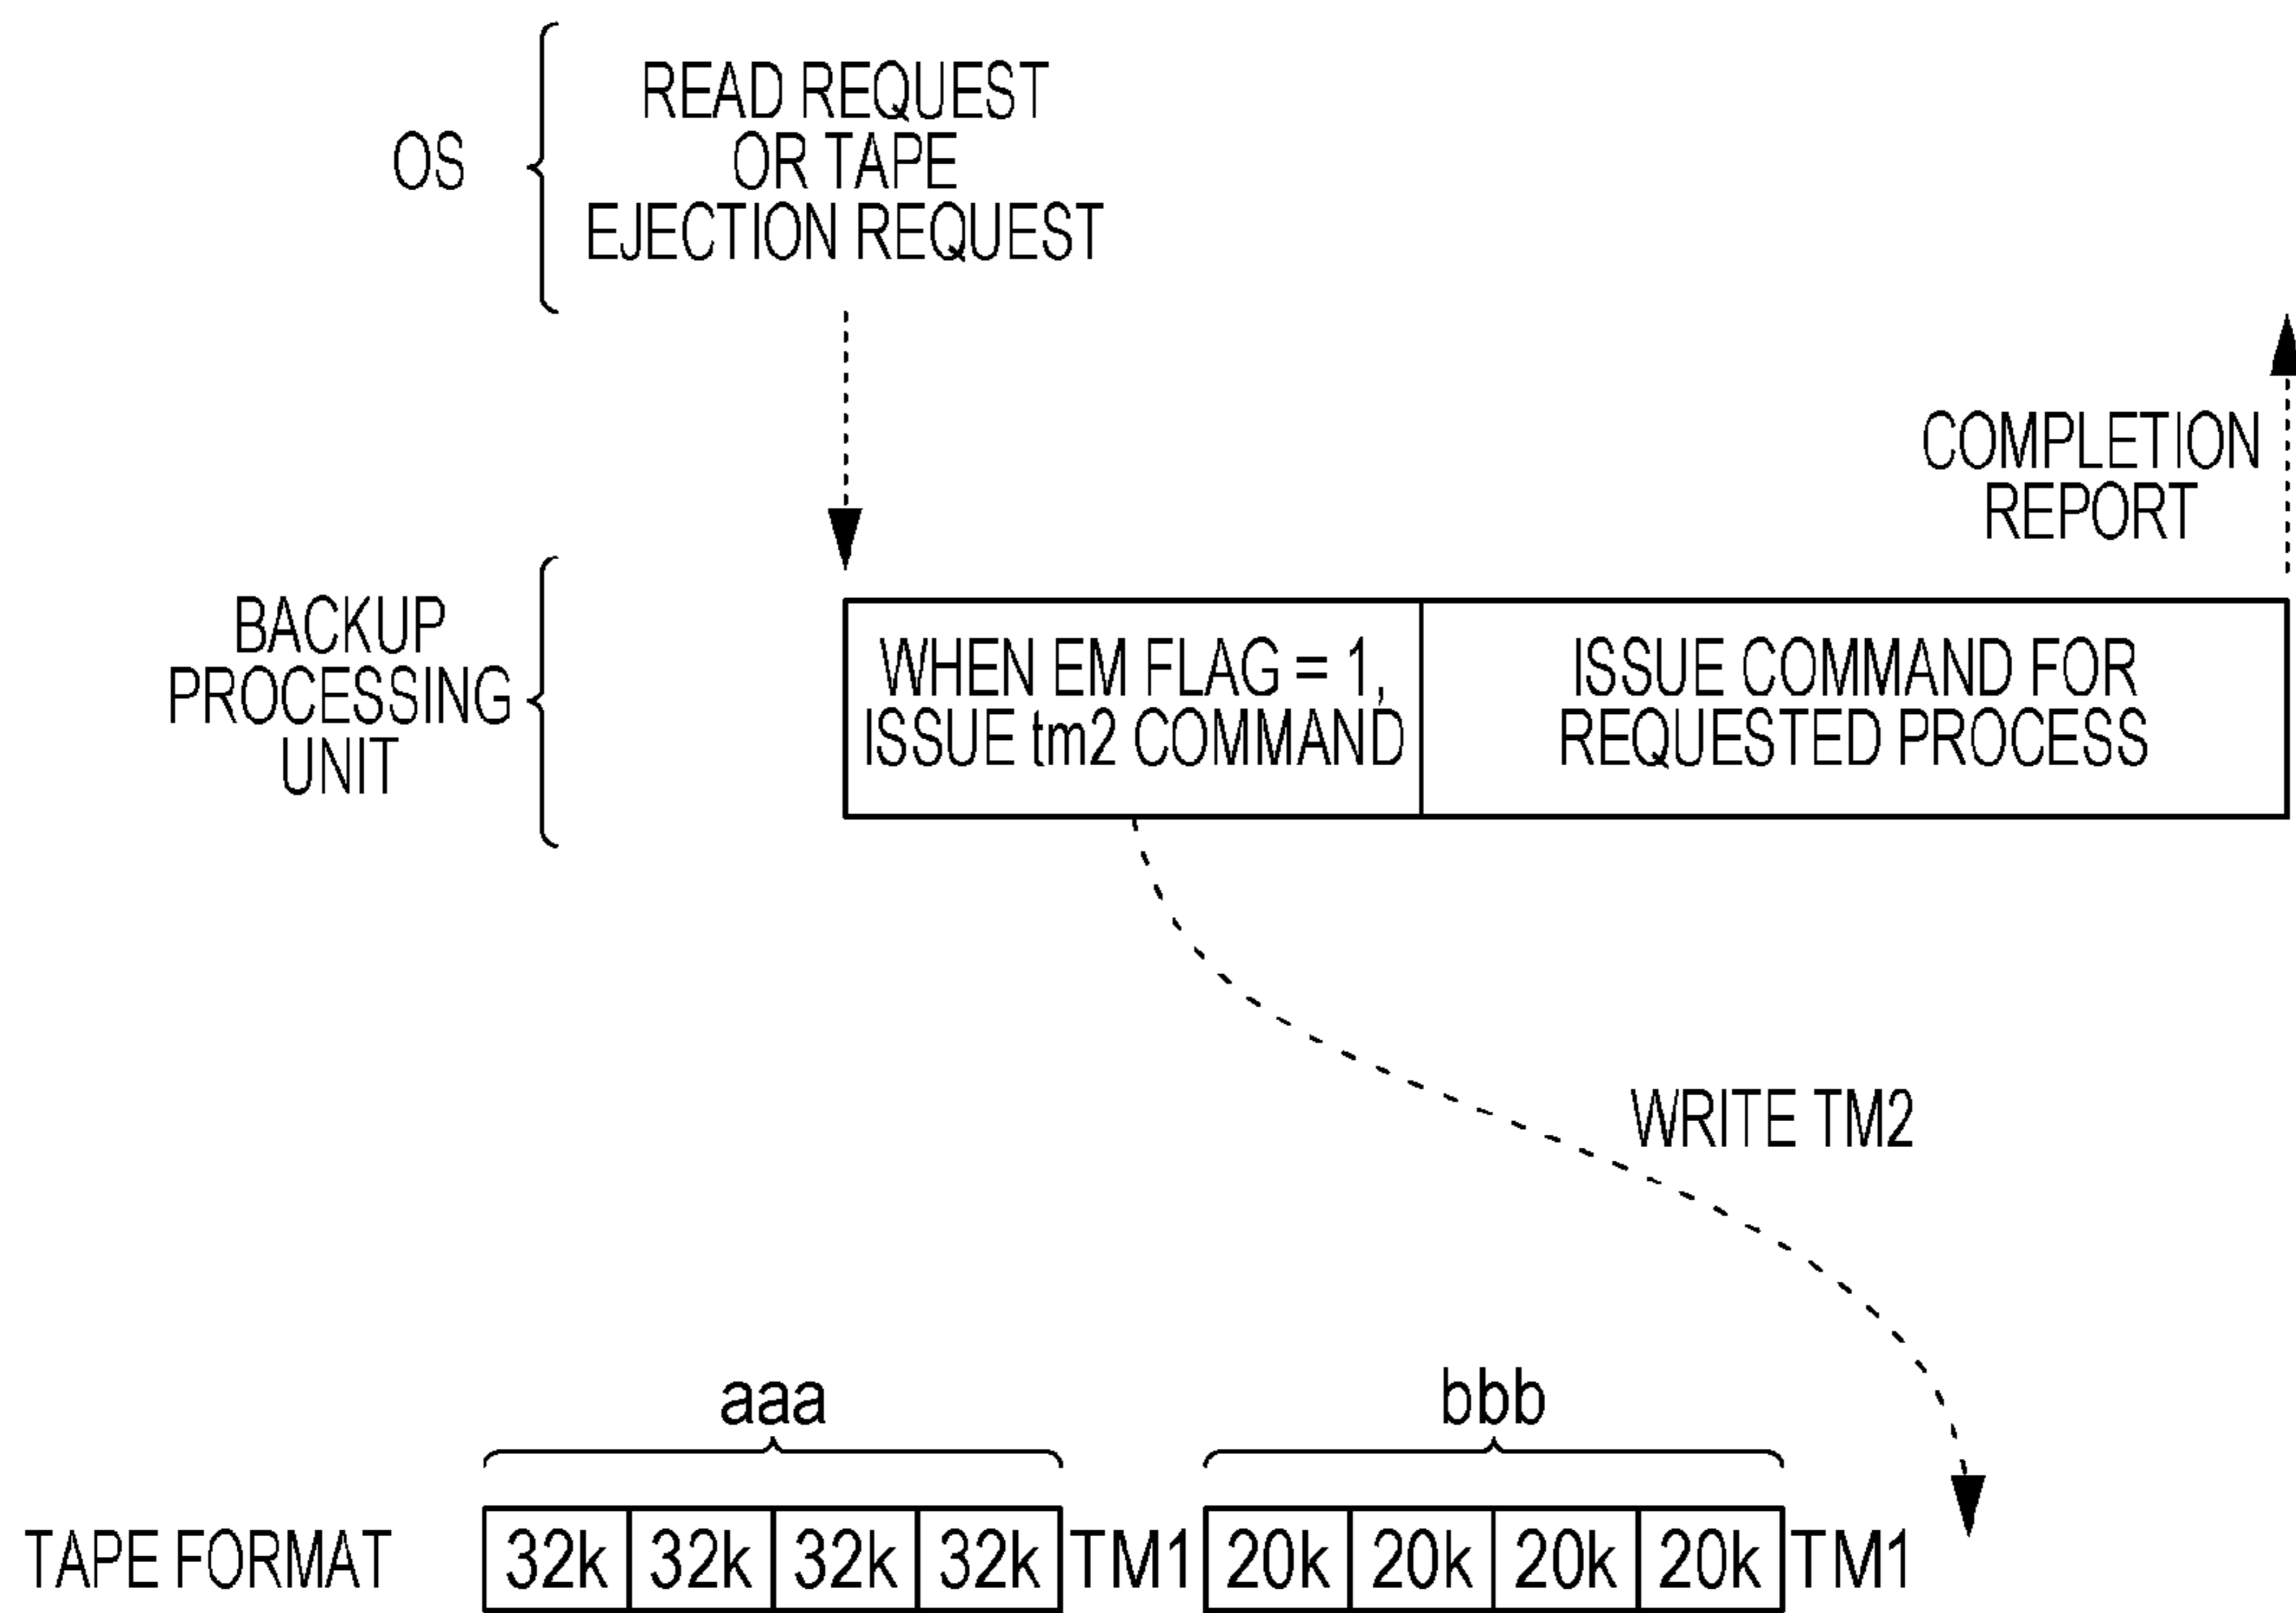 OS
READ REQUEST
OR TAPE
EJECTION REQUEST
COMPLETION
REPORT
BACKUP
PROCESSING
UNIT
WHEN EM FLAG = 1,
ISSUE tm2 COMMAND
ISSUE COMMAND FOR
REQUESTED PROCESS
WRITE TM2
aaa
bbb
TAPE FORMAT 32k 32k 32k 32k TM1 20k 20k 20k 20k TM1